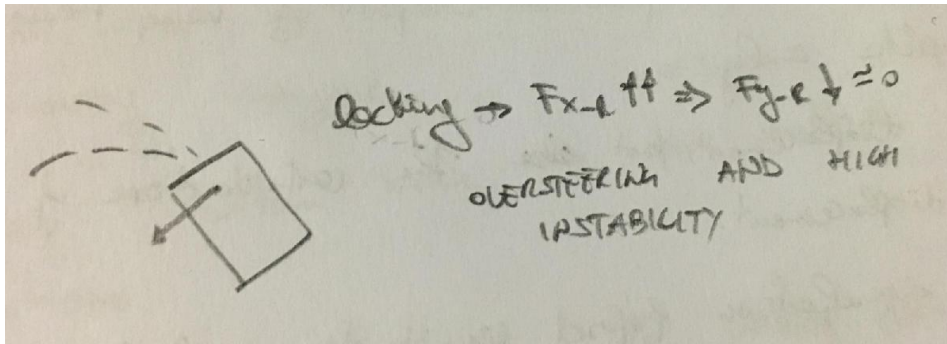 Locking → Fx-R ↑↑ ⇒ Fy-R ↓ ≈ 0
OVERSTEERING AND HIGH
INSTABILITY